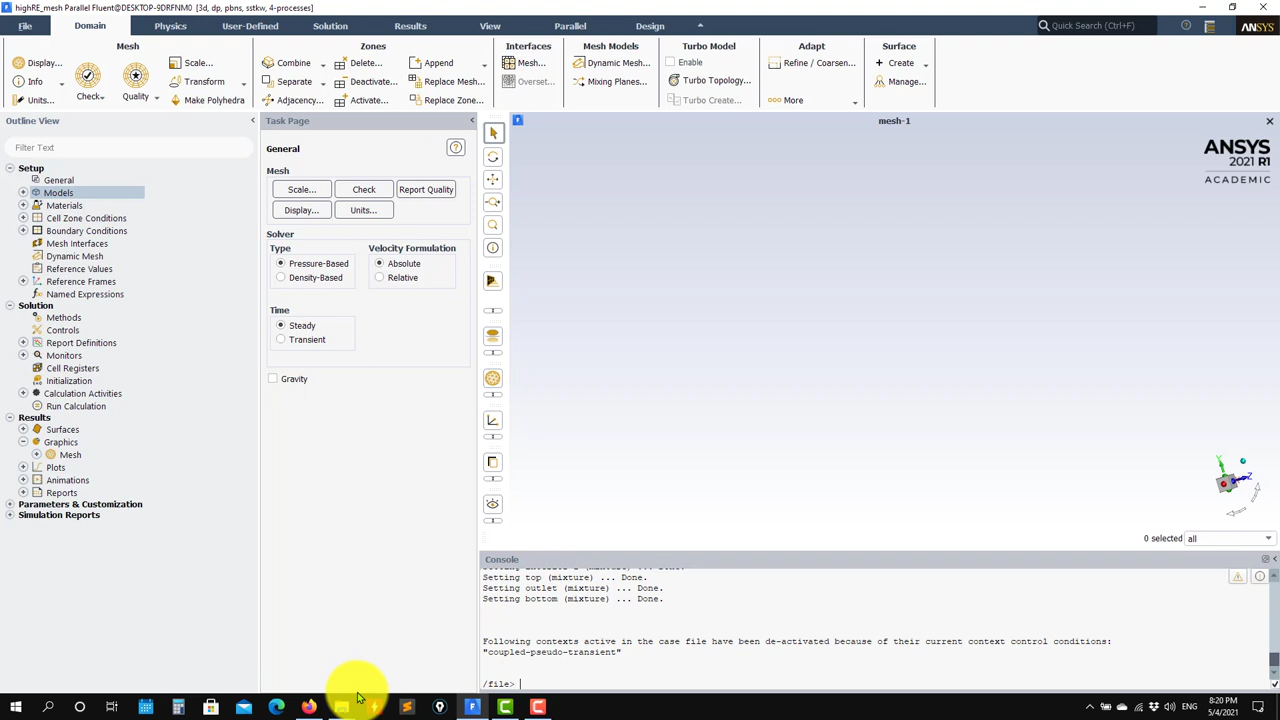 highRE_mesh Parallel Fluent@DESKTOP-9DRFNM0 [3d, dp, pbns, sstkw, 4-processes]
File Domain Physics User-Defined Solution Results View Parallel Design Quick Search (Ctrl+F) ANSYS
Mesh Zones Interfaces Mesh Models Turbo Model Adapt Surface
Display... Scale... Combine Delete... Append Mesh... Dynamic Mesh... Enable Refine / Coarsen... Create
Info Check Quality Transform Separate Deactivate... Replace Mesh... Overset... Mixing Planes... Turbo Topology... Manage...
Units... Make Polyhedra Adjacency... Activate... Replace Zone... Turbo Create... More
Outline View
Filter Text
Setup
General
Models
Materials
Cell Zone Conditions
Boundary Conditions
Mesh Interfaces
Dynamic Mesh
Reference Values
Reference Frames
Named Expressions
Solution
Methods
Controls
Report Definitions
Monitors
Cell Registers
Initialization
Calculation Activities
Run Calculation
Results
Surfaces
Graphics
Mesh
Plots
Animations
Reports
Parameters & Customization
Simulation Reports
Task Page
General
Mesh
Scale... Check Report Quality
Display... Units...
Solver
Type Velocity Formulation
Pressure-Based Absolute
Density-Based Relative
Time
Steady
Transient
Gravity
mesh-1
ANSYS
2021 R1
ACADEMIC
Y
Z
0 selected all
Console
Setting top (mixture) ... Done.
Setting outlet (mixture) ... Done.
Setting bottom (mixture) ... Done.
Following contexts active in the case file have been de-activated because of their current context control conditions:
"coupled-pseudo-transient"
/file>
8:20 PM
5/4/2021